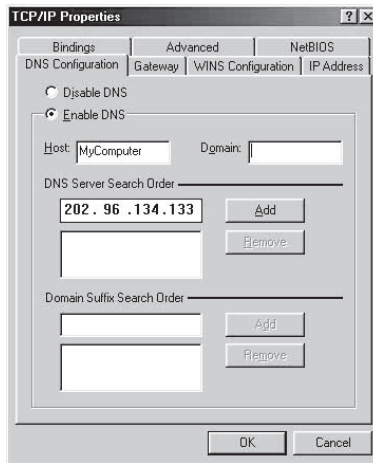 TCP/IP Properties
Bindings Advanced NetBIOS
DNS Configuration Gateway WINS Configuration IP Address
Disable DNS
Enable DNS
Host: MyComputer Domain:
DNS Server Search Order
202. 96 .134.133 Add
Remove
Domain Suffix Search Order
Add
Remove
OK Cancel